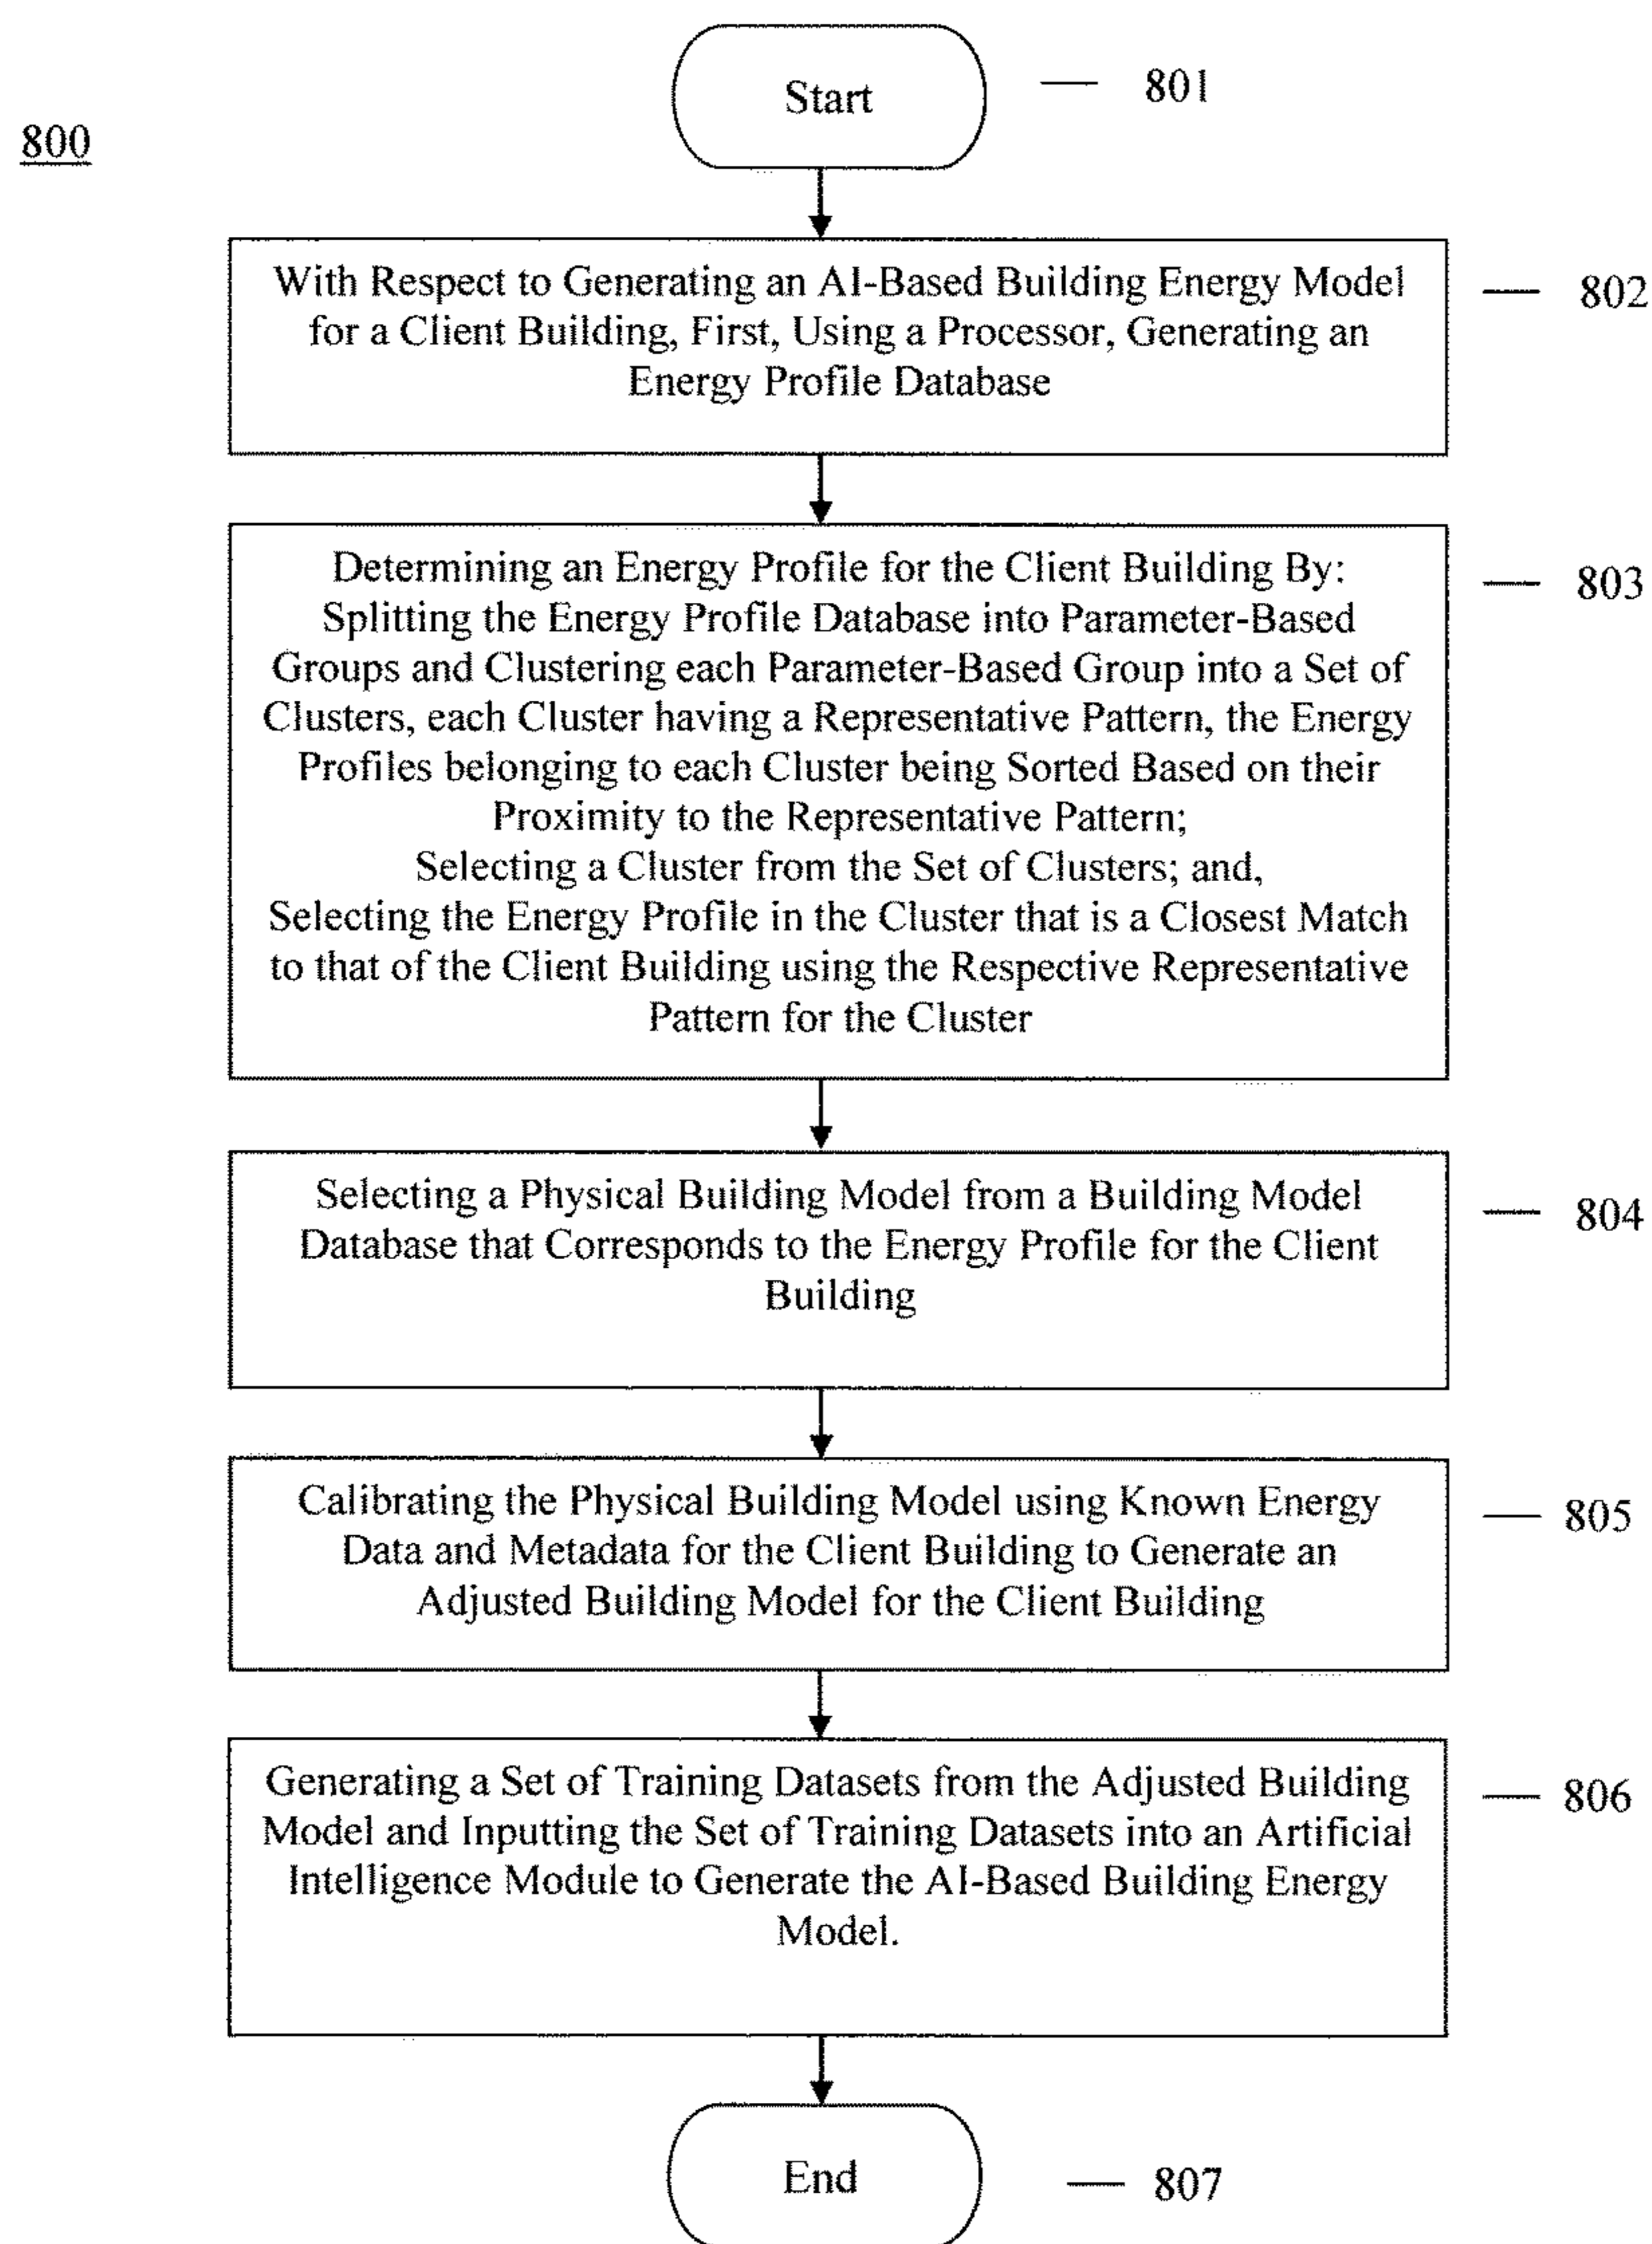 Start
801
800
With Respect to Generating an AI-Based Building Energy Model
for a Client Building, First, Using a Processor, Generating an
Energy Profile Database
802
Determining an Energy Profile for the Client Building By:
Splitting the Energy Profile Database into Parameter-Based
Groups and Clustering each Parameter-Based Group into a Set of
Clusters, each Cluster having a Representative Pattern, the Energy
Profiles belonging to each Cluster being Sorted Based on their
Proximity to the Representative Pattern;
Selecting a Cluster from the Set of Clusters; and,
Selecting the Energy Profile in the Cluster that is a Closest Match
to that of the Client Building using the Respective Representative
Pattern for the Cluster
803
Selecting a Physical Building Model from a Building Model
Database that Corresponds to the Energy Profile for the Client
Building
804
Calibrating the Physical Building Model using Known Energy
Data and Metadata for the Client Building to Generate an
Adjusted Building Model for the Client Building
805
Generating a Set of Training Datasets from the Adjusted Building
Model and Inputting the Set of Training Datasets into an Artificial
Intelligence Module to Generate the AI-Based Building Energy
Model.
806
End
807